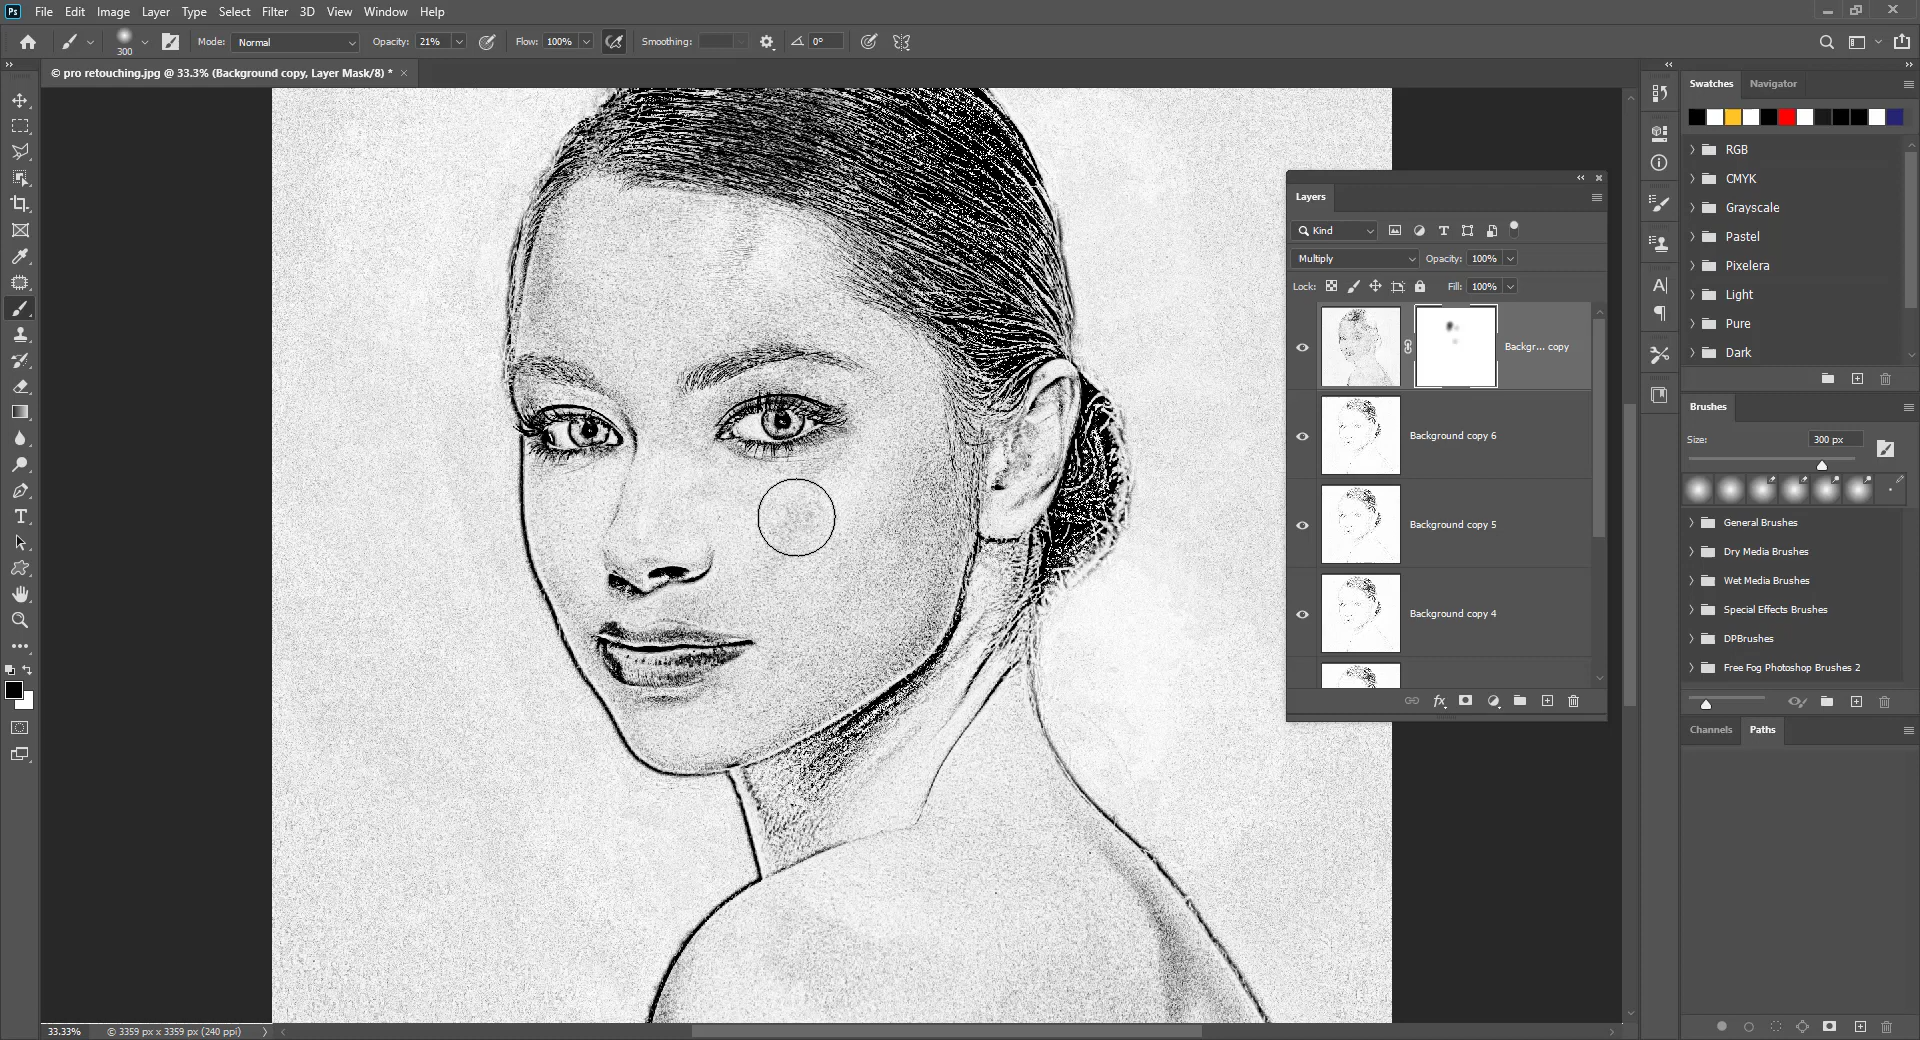 Ps File Edit Image Layer Type Select Filter 3D View Window Help
300 Mode: Normal Opacity: 21% Flow: 100% Smoothing: 0°
© pro retouching.jpg @ 33.3% (Background copy, Layer Mask/8) *
Layers
Kind
Multiply Opacity: 100%
Lock: Fill: 100%
Backgr... copy
Background copy 6
Background copy 5
Background copy 4
Swatches Navigator
RGB
CMYK
Grayscale
Pastel
Pixelera
Light
Pure
Dark
Brushes
Size: 300 px
General Brushes
Dry Media Brushes
Wet Media Brushes
Special Effects Brushes
DPBrushes
Free Fog Photoshop Brushes 2
Channels Paths
33.33% © 3359 px x 3359 px (240 ppi)